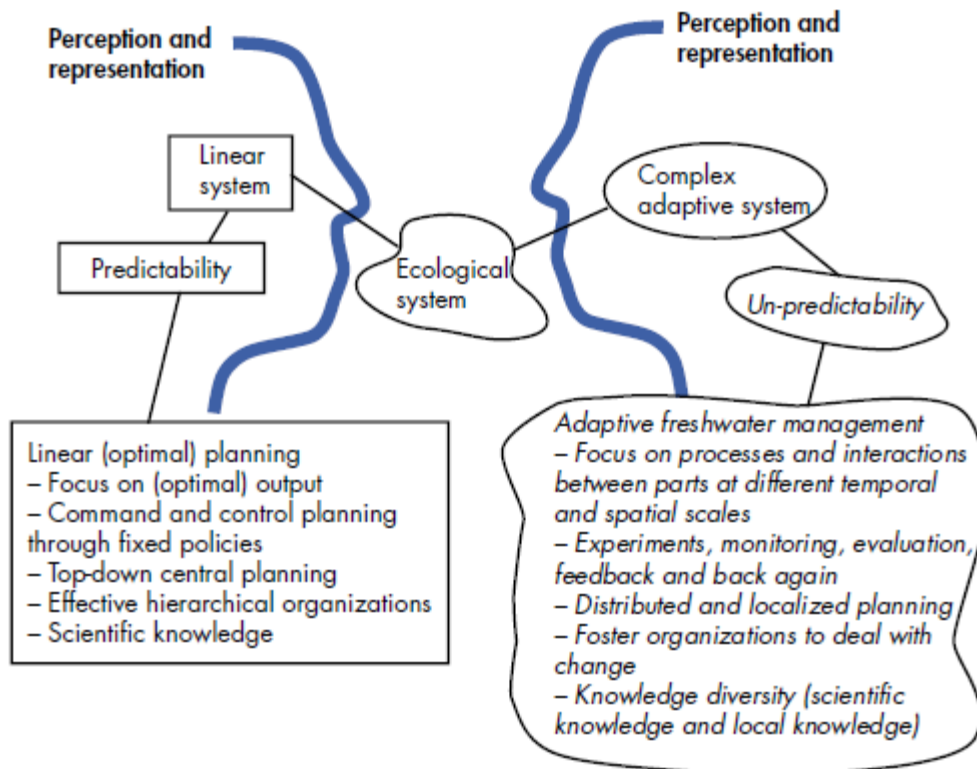 Perception and
representation
Perception and
representation
Linear
system
Complex
adaptive system
Predictability
Ecological
system
Un-predictability
Linear (optimal) planning
– Focus on (optimal) output
– Command and control planning
through fixed policies
– Top-down central planning
– Effective hierarchical organizations
– Scientific knowledge
Adaptive freshwater management
– Focus on processes and interactions
between parts at different temporal
and spatial scales
– Experiments, monitoring, evaluation,
feedback and back again
– Distributed and localized planning
– Foster organizations to deal with
change
– Knowledge diversity (scientific
knowledge and local knowledge)